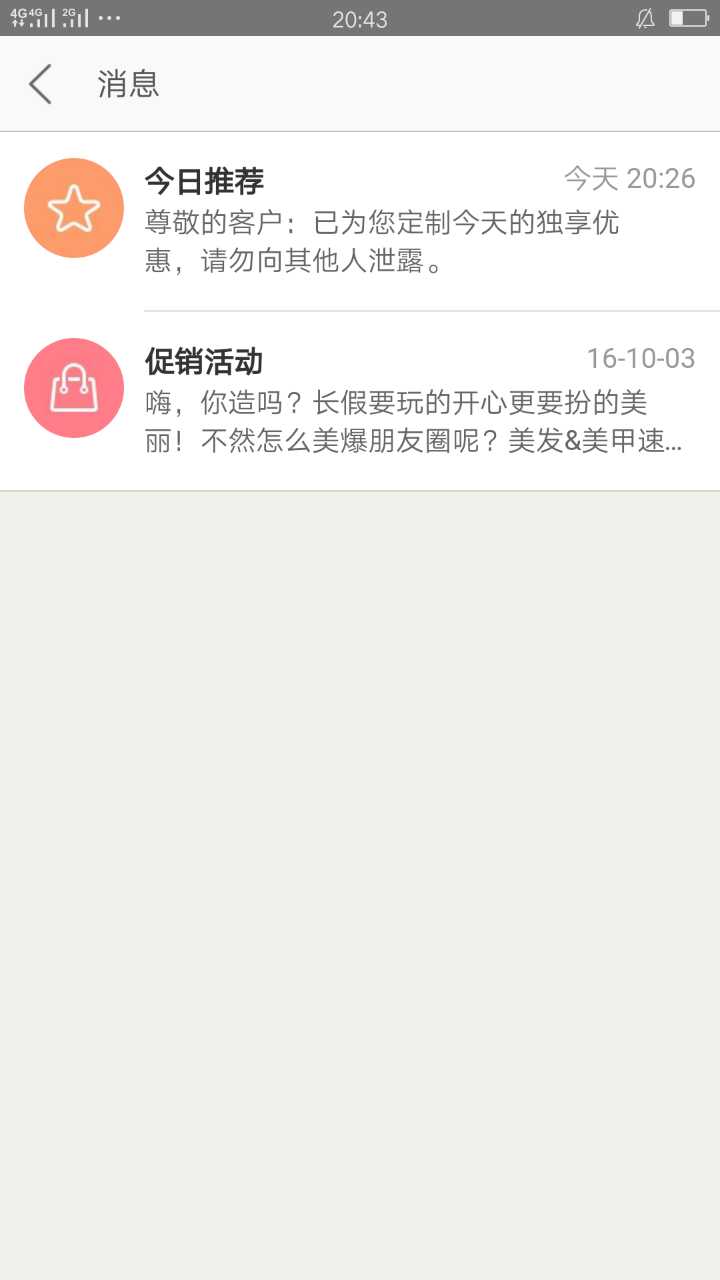 4G 4G 2G 20:43
消息
今日推荐 今天 20:26
尊敬的客户：已为您定制今天的独享优
惠，请勿向其他人泄露。
促销活动 16-10-03
嗨，你造吗？长假要玩的开心更要扮的美
丽！不然怎么美爆朋友圈呢？美发&美甲速...